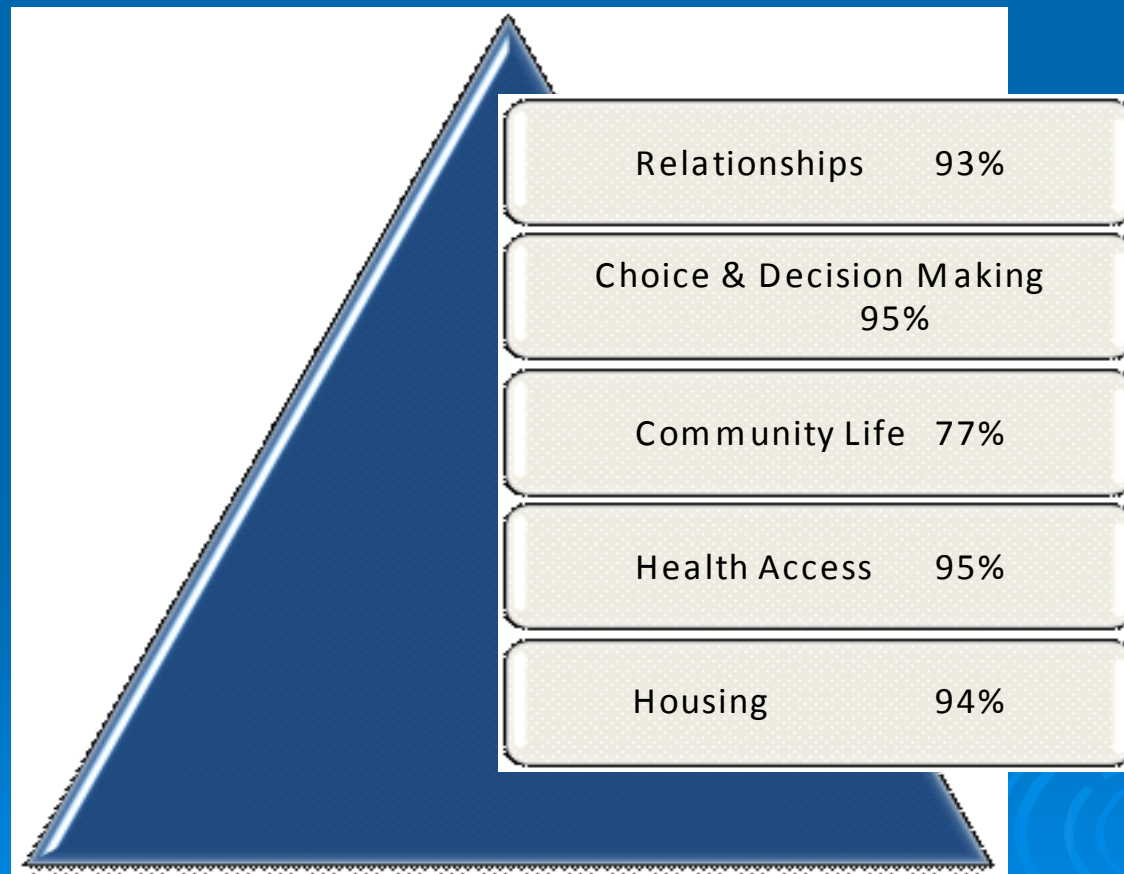 Relationships 93%
Choice & Decision Making
95%
Community Life 77%
Health Access 95%
Housing 94%